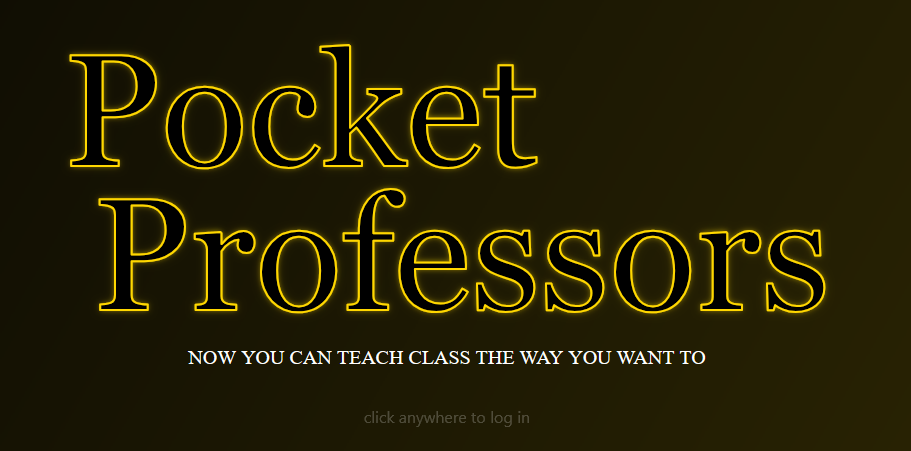 Pocket
Professors
NOW YOU CAN TEACH CLASS THE WAY YOU WANT TO
click anywhere to log in